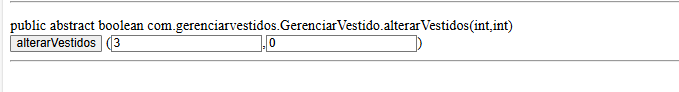 public abstract boolean com.gerenciarvestidos.GerenciarVestido.alterarVestidos(int,int)
alterarVestidos (3 ,0 )